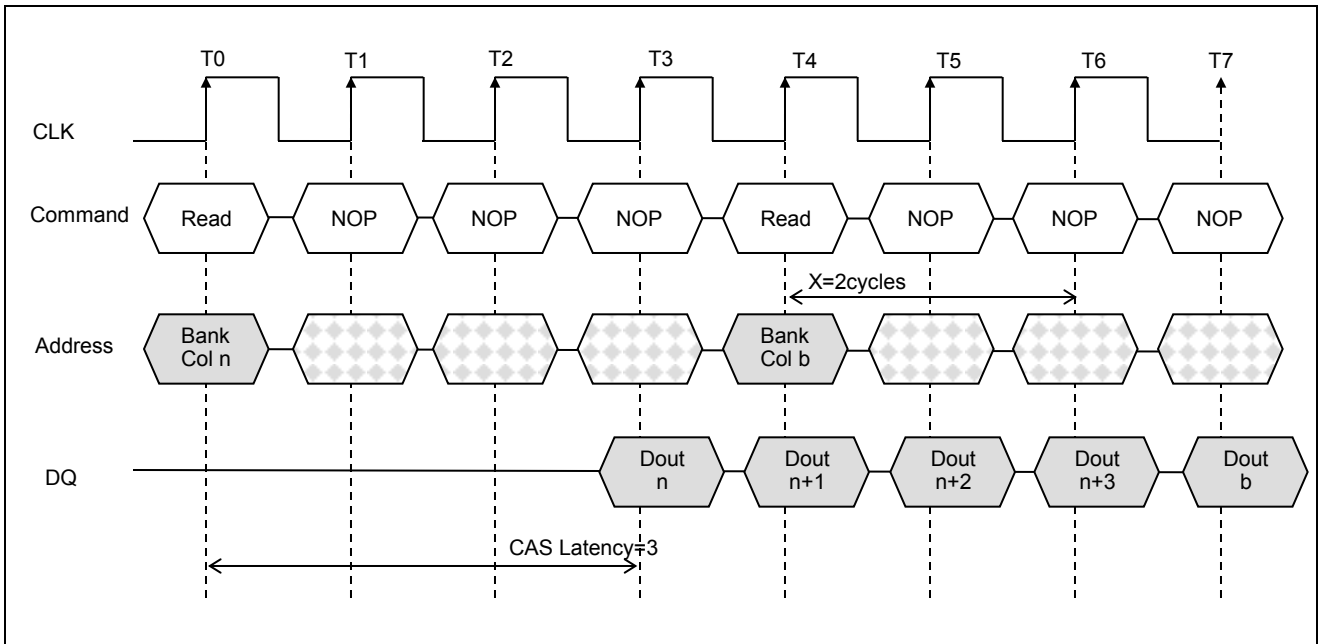 T0 T1 T2 T3 T4 T5 T6 T7
CLK
Command Read NOP NOP NOP Read NOP NOP NOP
X=2cycles
Address
Bank
Col n
Bank
Col b
DQ
Dout
n
Dout
n+1
Dout
n+2
Dout
n+3
Dout
b
CAS Latency=3